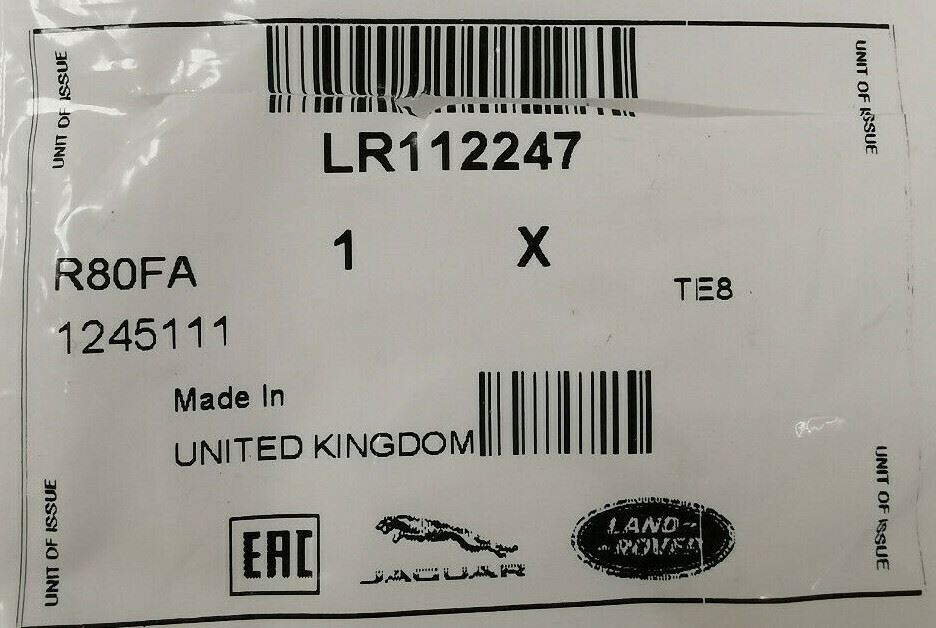 UNIT OF ISSUE
UNIT OF ISSUE
LR112247
1 X
R80FA
TE8
1245111
Made In
UNITED KINGDOM
UNIT OF ISSUE
UNIT OF ISSUE
EAC
JAGUAR
LAND-
-ROVER